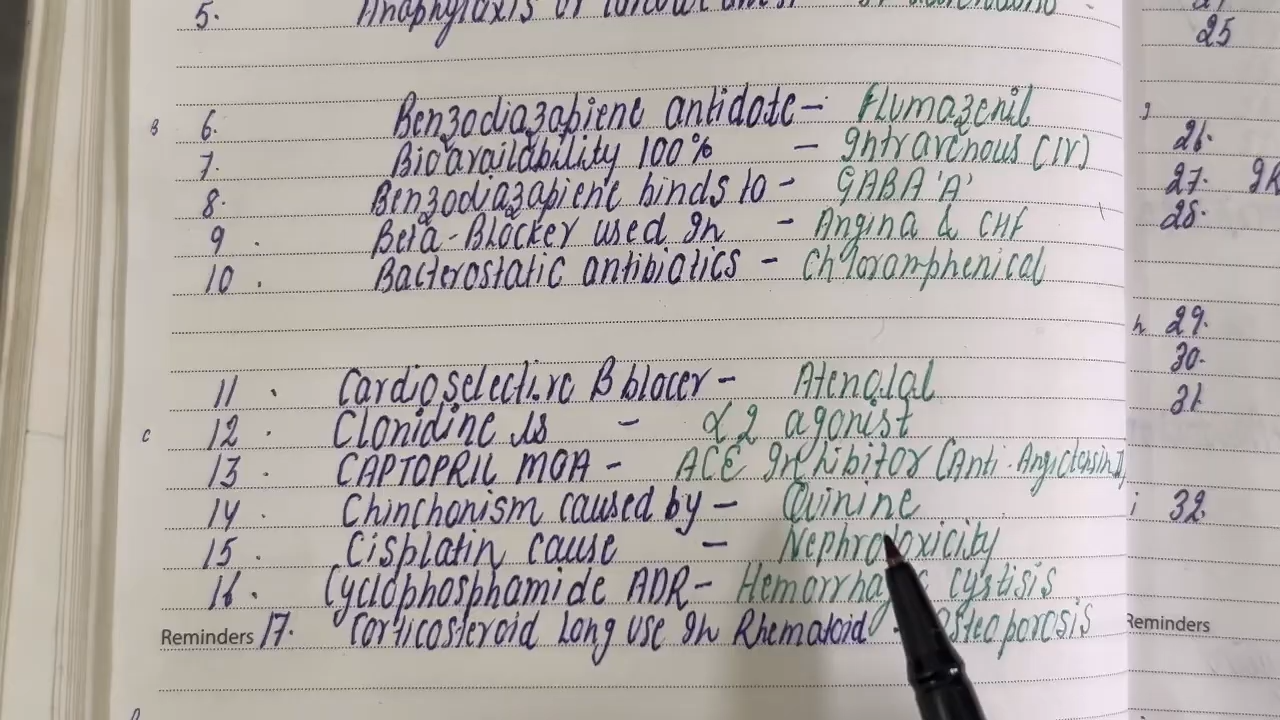 5. Anaphylaxis or
B 6. Benzodiazapiene antidote - Flumazenil
7. Bioavailability 100% - Intravenous (IV)
8. Benzodiazapiene binds to - GABA 'A'
9. Beta-Blocker used In - Angina & CHF
10. Bacterostatic antibiotics - Chloramphenical
c 11. Cardioselective B blocer - Atenolal
12. Clonidine is - α2 agonist
13. CAPTOPRIL MOA - ACE Inhibitor (Anti-Angiotensin
14. Chinchonism caused by - Quinine
15. Cisplatin cause - Nephrotoxicity
16. Cyclophosphamide ADR - Cystisis
Reminders 17. Corticosteroid Long use In Rhematoid - Osteoporosis
25
g 26.
27.
28.
h 29.
30.
31
i 32.
Reminders